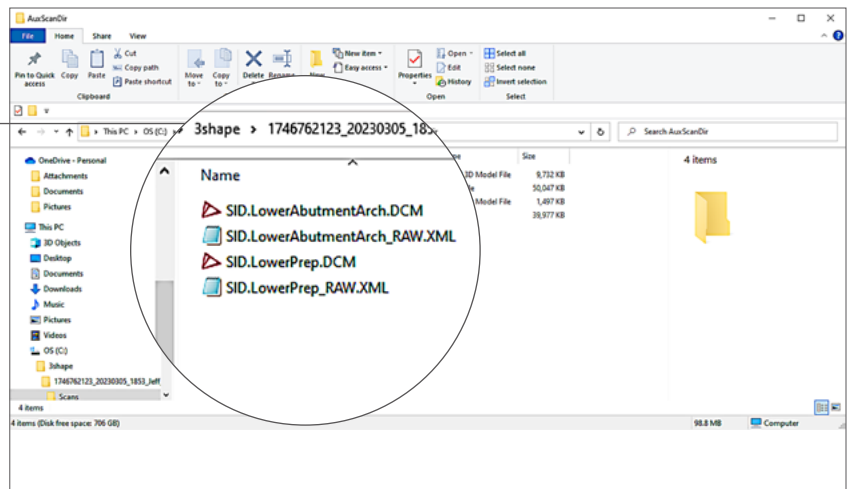 AuxScanDir
File Home Share View
Pin to Quick access
Copy
Paste
Cut
Copy path
Paste shortcut
Clipboard
Move to
Copy to
Delete
Rename
New
New item
Easy access
Properties
Open
Edit
History
Open
Select all
Select none
Invert selection
Select
This PC > OS (C:)
3shape > 1746762123_20230305_185
Search AuxScanDir
OneDrive - Personal
Attachments
Documents
Pictures
This PC
3D Objects
Desktop
Documents
Downloads
Music
Pictures
Videos
OS (C:)
3shape
1746762123_20230305_1853_Jeff
Scans
Name
SID.LowerAbutmentArch.DCM
SID.LowerAbutmentArch_RAW.XML
SID.LowerPrep.DCM
SID.LowerPrep_RAW.XML
Size
3D Model File 9,732 KB
50,047 KB
Model File 1,497 KB
39,977 KB
4 items
4 items
4 items (Disk free space: 706 GB)
98.8 MB
Computer